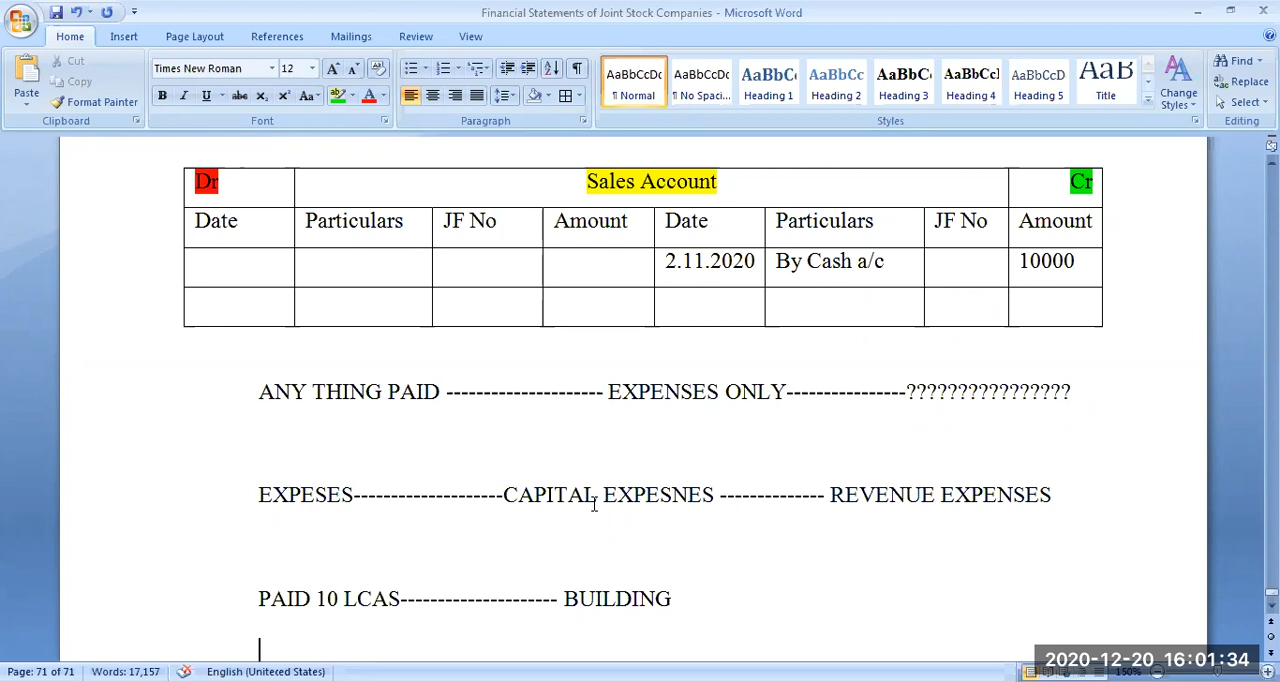 Financial Statements of Joint Stock Companies - Microsoft Word
Home Insert Page Layout References Mailings Review View
Paste
Cut
Copy
Format Painter
Clipboard
Times New Roman 12
Font
Paragraph
AaBbCcDc AaBbCcDc AaBbCc AaBbCc AaBbCc AaBbCcI AaBbCcD AaB
¶ Normal ¶ No Spaci... Heading 1 Heading 2 Heading 3 Heading 4 Heading 5 Title
Change Styles
Styles
Find
Replace
Select
Editing
Dr Sales Account Cr
Date Particulars JF No Amount Date Particulars JF No Amount
2.11.2020 By Cash a/c 10000
ANY THING PAID --------------------- EXPENSES ONLY----------------????????????????
EXPESES--------------------CAPITAL EXPESNES -------------- REVENUE EXPENSES
PAID 10 LCAS--------------------- BUILDING
Page: 71 of 71 Words: 17,157 English (Unitered States) 150%
2020-12-20 16:01:34